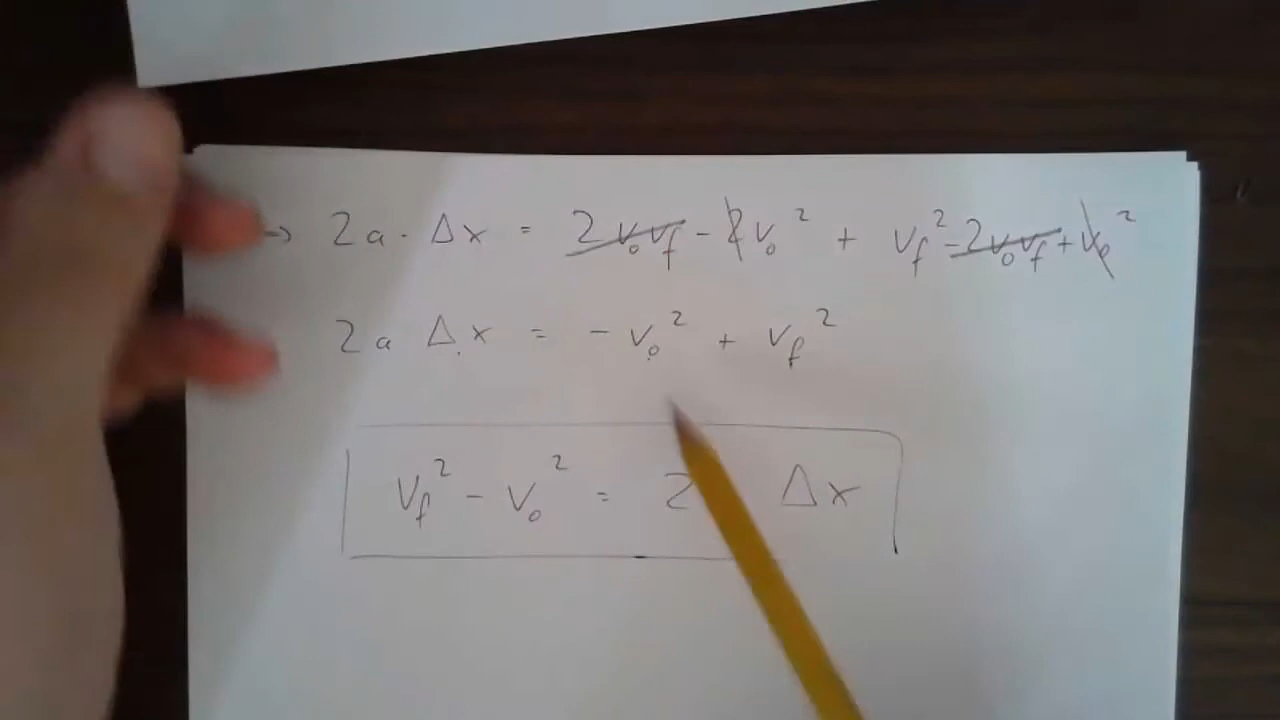 → 2a · Δx = 2v₀v_f - 2v₀² + v_f² - 2v₀v_f + v₀²
2a Δx = - v₀² + v_f²
v_f² - v₀² = 2 Δx